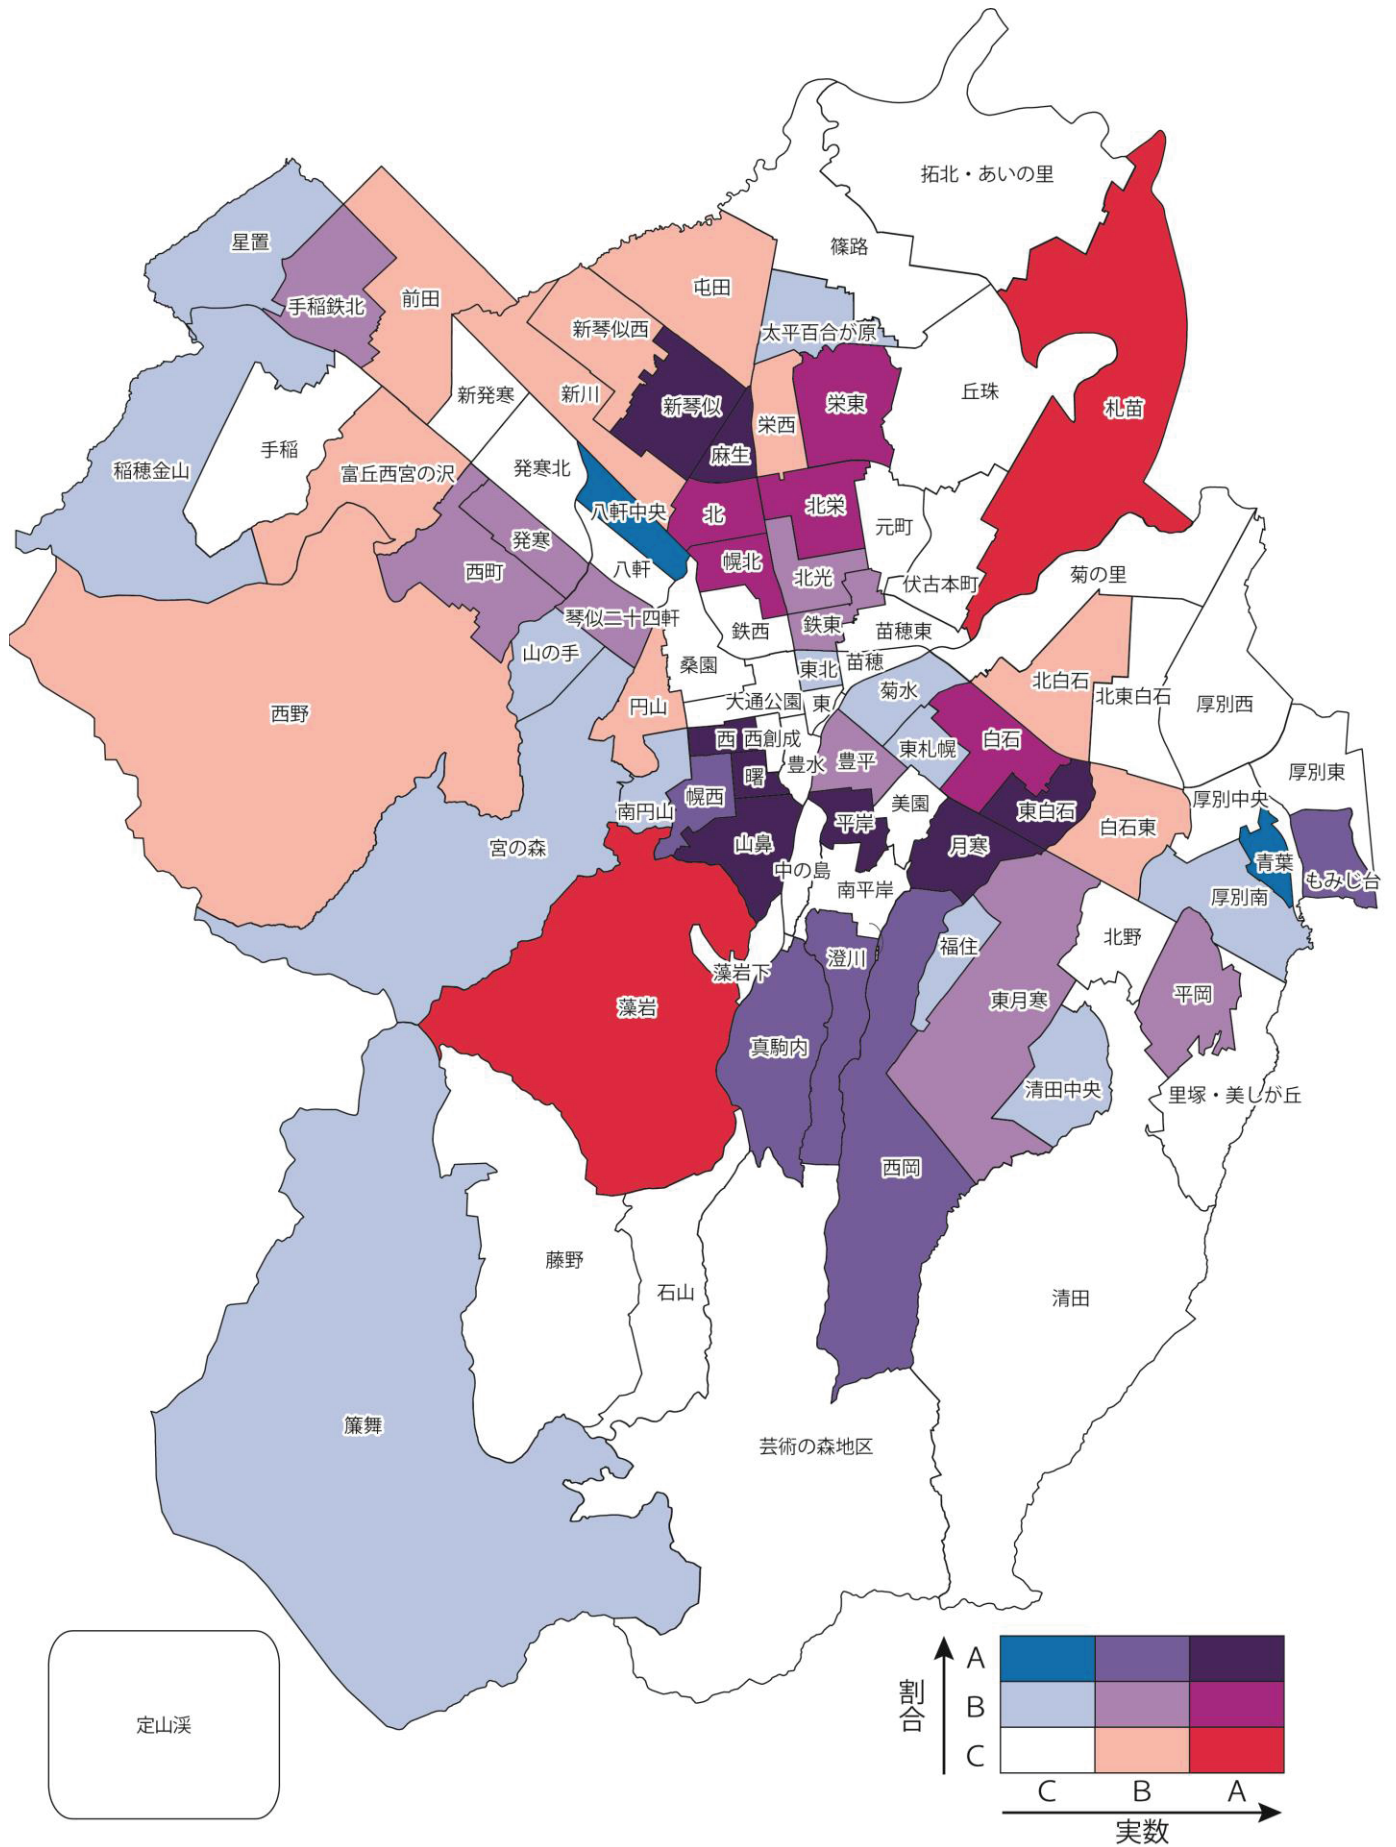 拓北・あいの里
篠路
星置
手稲鉄北
前田
屯田
新琴似西
太平百合が原
新発寒
新川
新琴似
栄西
栄東
丘珠
札苗
手稲
稲穂金山
富丘西宮の沢
発寒北
麻生
八軒中央
北
北栄
元町
発寒
西町
八軒
幌北
北光
伏古本町
菊の里
琴似二十四軒
鉄西
鉄東
苗穂東
山の手
桑園
東北
苗穂
菊水
北白石
北東白石
厚別西
西野
円山
大通公園
東
西
西創成
豊水
豊平
東札幌
白石
厚別東
曙
幌西
南円山
美園
東白石
厚別中央
宮の森
山鼻
平岸
月寒
白石東
青葉
もみじ台
中の島
南平岸
厚別南
福住
北野
澄川
藻岩下
藻岩
東月寒
平岡
真駒内
清田中央
里塚・美しが丘
西岡
藤野
石山
清田
簾舞
芸術の森地区
定山渓
割合
A
B
C
C B A
実数